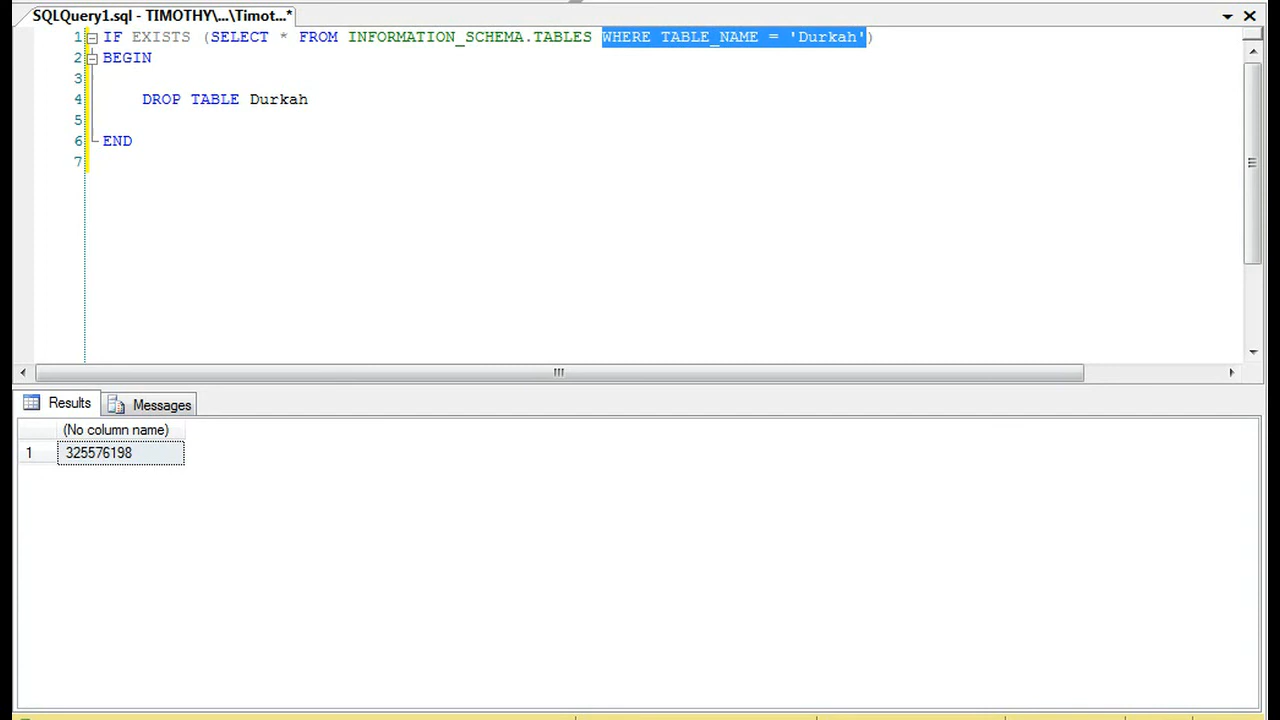 SQLQuery1.sql - TIMOTHY\...\Timot...*
1 IF EXISTS (SELECT * FROM INFORMATION_SCHEMA.TABLES WHERE TABLE_NAME = 'Durkah')
2 BEGIN
3
4 DROP TABLE Durkah
5
6 END
7
Results Messages
(No column name)
1 325576198